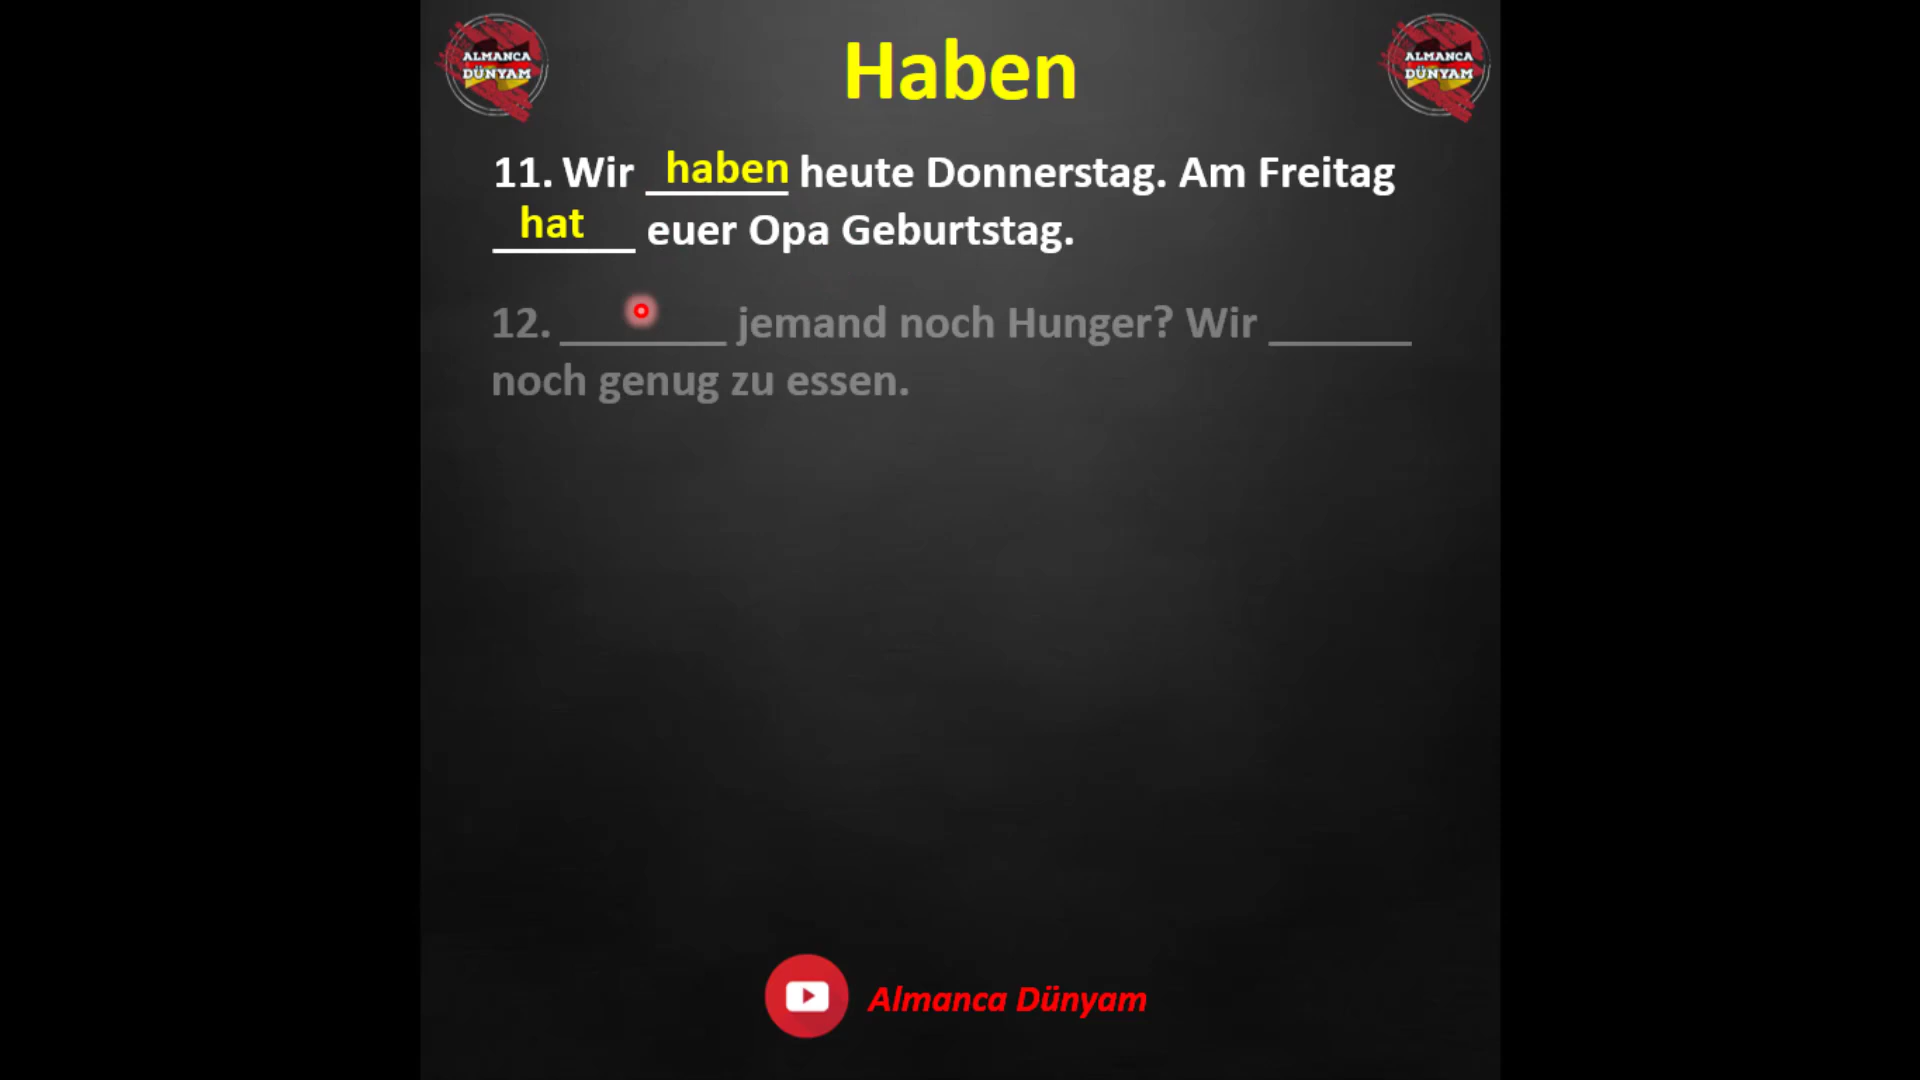 ALMANCA
DÜNYAM
Haben
ALMANCA
DÜNYAM
11. Wir haben heute Donnerstag. Am Freitag
hat euer Opa Geburtstag.
12. _______ jemand noch Hunger? Wir ______
noch genug zu essen.
Almanca Dünyam